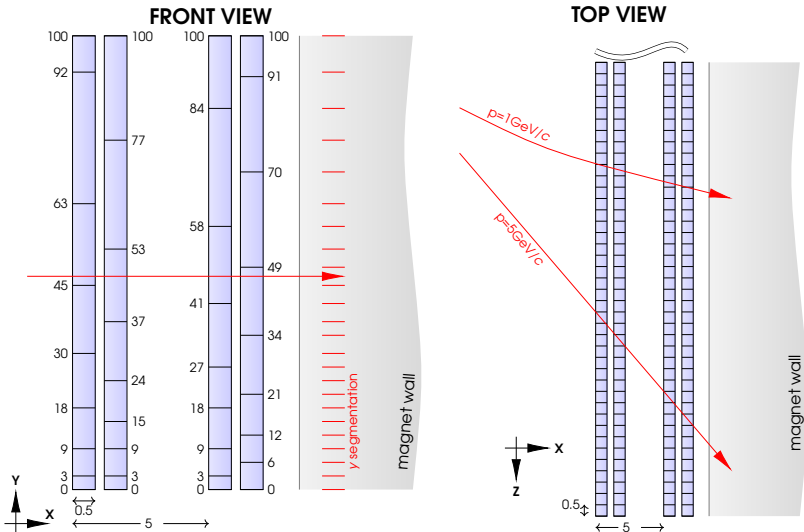 FRONT VIEW
TOP VIEW
100 100 100 100
92
91
84
77
70
63
58
53
49
45
41
37
34
30
27
24
21
18 18
15
12
9 9 9
6
3 3 3
0 0 0 0
0.5
5
Y
X
y segmentation
magnet wall
p=1GeV/c
p=5GeV/c
magnet wall
X
Z
0.5
5